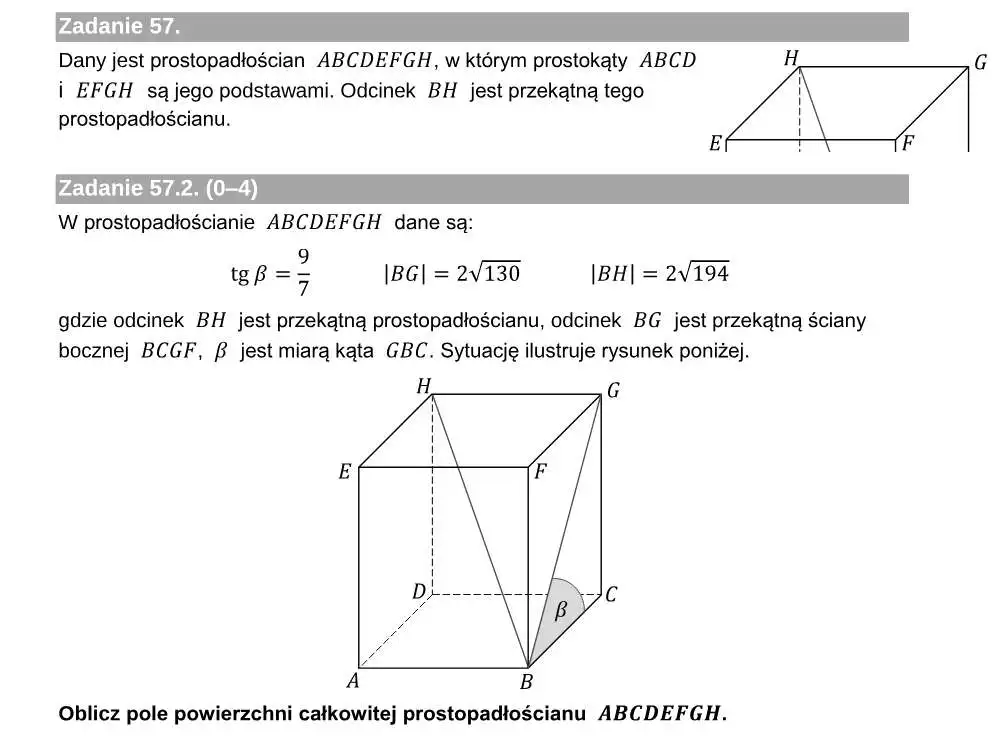 Zadanie 57.
Dany jest prostopadłościan ABCDEFGH, w którym prostokąty ABCD
i EFGH są jego podstawami. Odcinek BH jest przekątną tego
prostopadłościanu.
H
G
E
F
Zadanie 57.2. (0–4)
W prostopadłościanie ABCDEFGH dane są:
tg β = 9/7 |BG| = 2√130 |BH| = 2√194
gdzie odcinek BH jest przekątną prostopadłościanu, odcinek BG jest przekątną ściany
bocznej BCGF, β jest miarą kąta GBC. Sytuację ilustruje rysunek poniżej.
H
G
E
F
D
C
β
A
B
Oblicz pole powierzchni całkowitej prostopadłościanu ABCDEFGH.